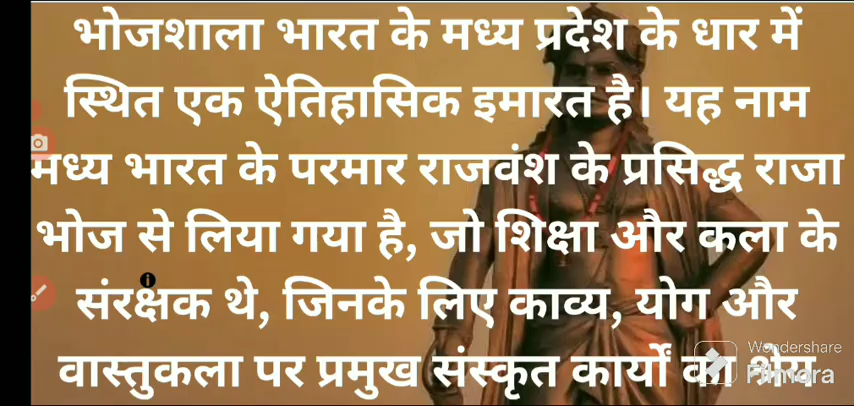 भोजशाला भारत के मध्य प्रदेश के धार में
स्थित एक ऐतिहासिक इमारत है। यह नाम
मध्य भारत के परमार राजवंश के प्रसिद्ध राजा
भोज से लिया गया है, जो शिक्षा और कला के
संरक्षक थे, जिनके लिए काव्य, योग और
वास्तुकला पर प्रमुख संस्कृत कार्यों का श्रेय
Wondershare
Filmora